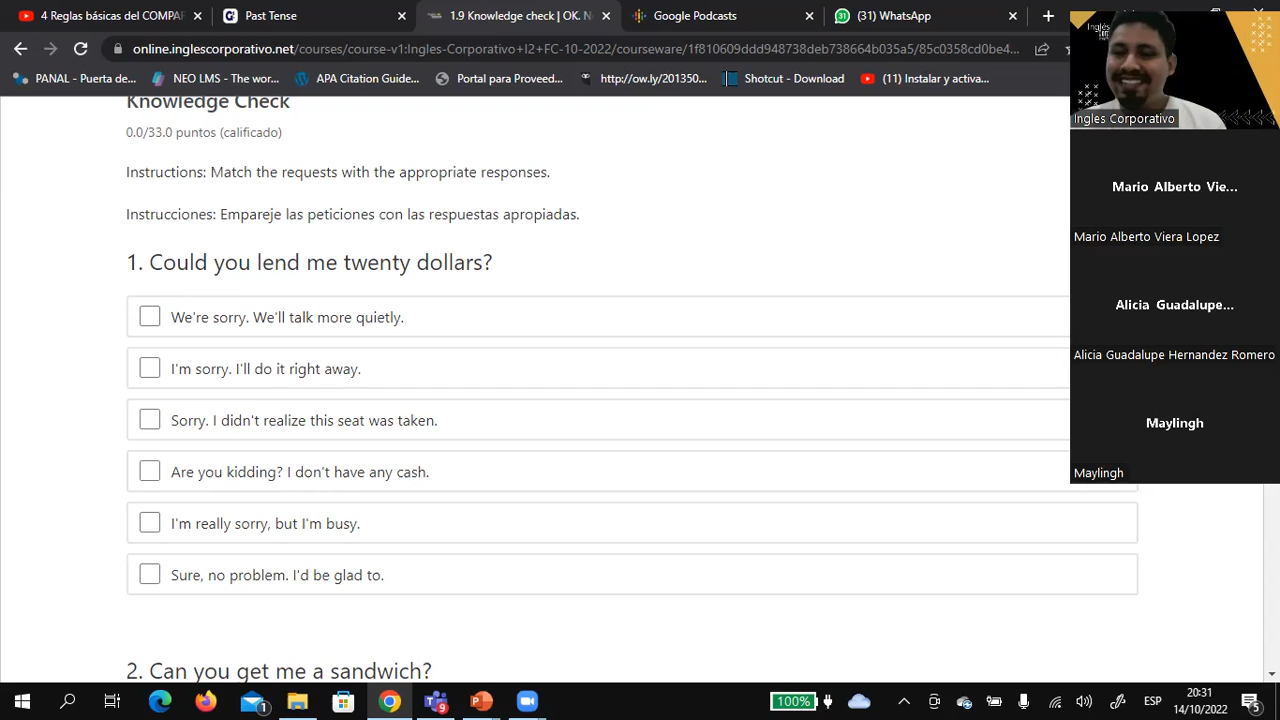 4 Reglas básicas del COMPAR
Past Tense
1.9 Knowledge check | OK. N
Google Podcasts
(31) WhatsApp
online.inglescorporativo.net/courses/course-v1:Ingles-Corporativo+I2+FC-10-2022/courseware/1f810609ddd948738deb738664b035a5/85c0358cd0be4...
PANAL - Puerta de...
NEO LMS - The wor...
APA Citation Guide...
Portal para Proveed...
http://ow.ly/201350...
Shotcut - Download
(11) Instalar y activa...
Knowledge Check
0.0/33.0 puntos (calificado)
Instructions: Match the requests with the appropriate responses.
Instrucciones: Empareje las peticiones con las respuestas apropiadas.
1. Could you lend me twenty dollars?
We're sorry. We'll talk more quietly.
I'm sorry. I'll do it right away.
Sorry. I didn't realize this seat was taken.
Are you kidding? I don't have any cash.
I'm really sorry, but I'm busy.
Sure, no problem. I'd be glad to.
2. Can you get me a sandwich?
Ingles Corporativo
Mario Alberto Vie...
Mario Alberto Viera Lopez
Alicia Guadalupe...
Alicia Guadalupe Hernandez Romero
Maylingh
Maylingh
100%
ESP
20:31
14/10/2022